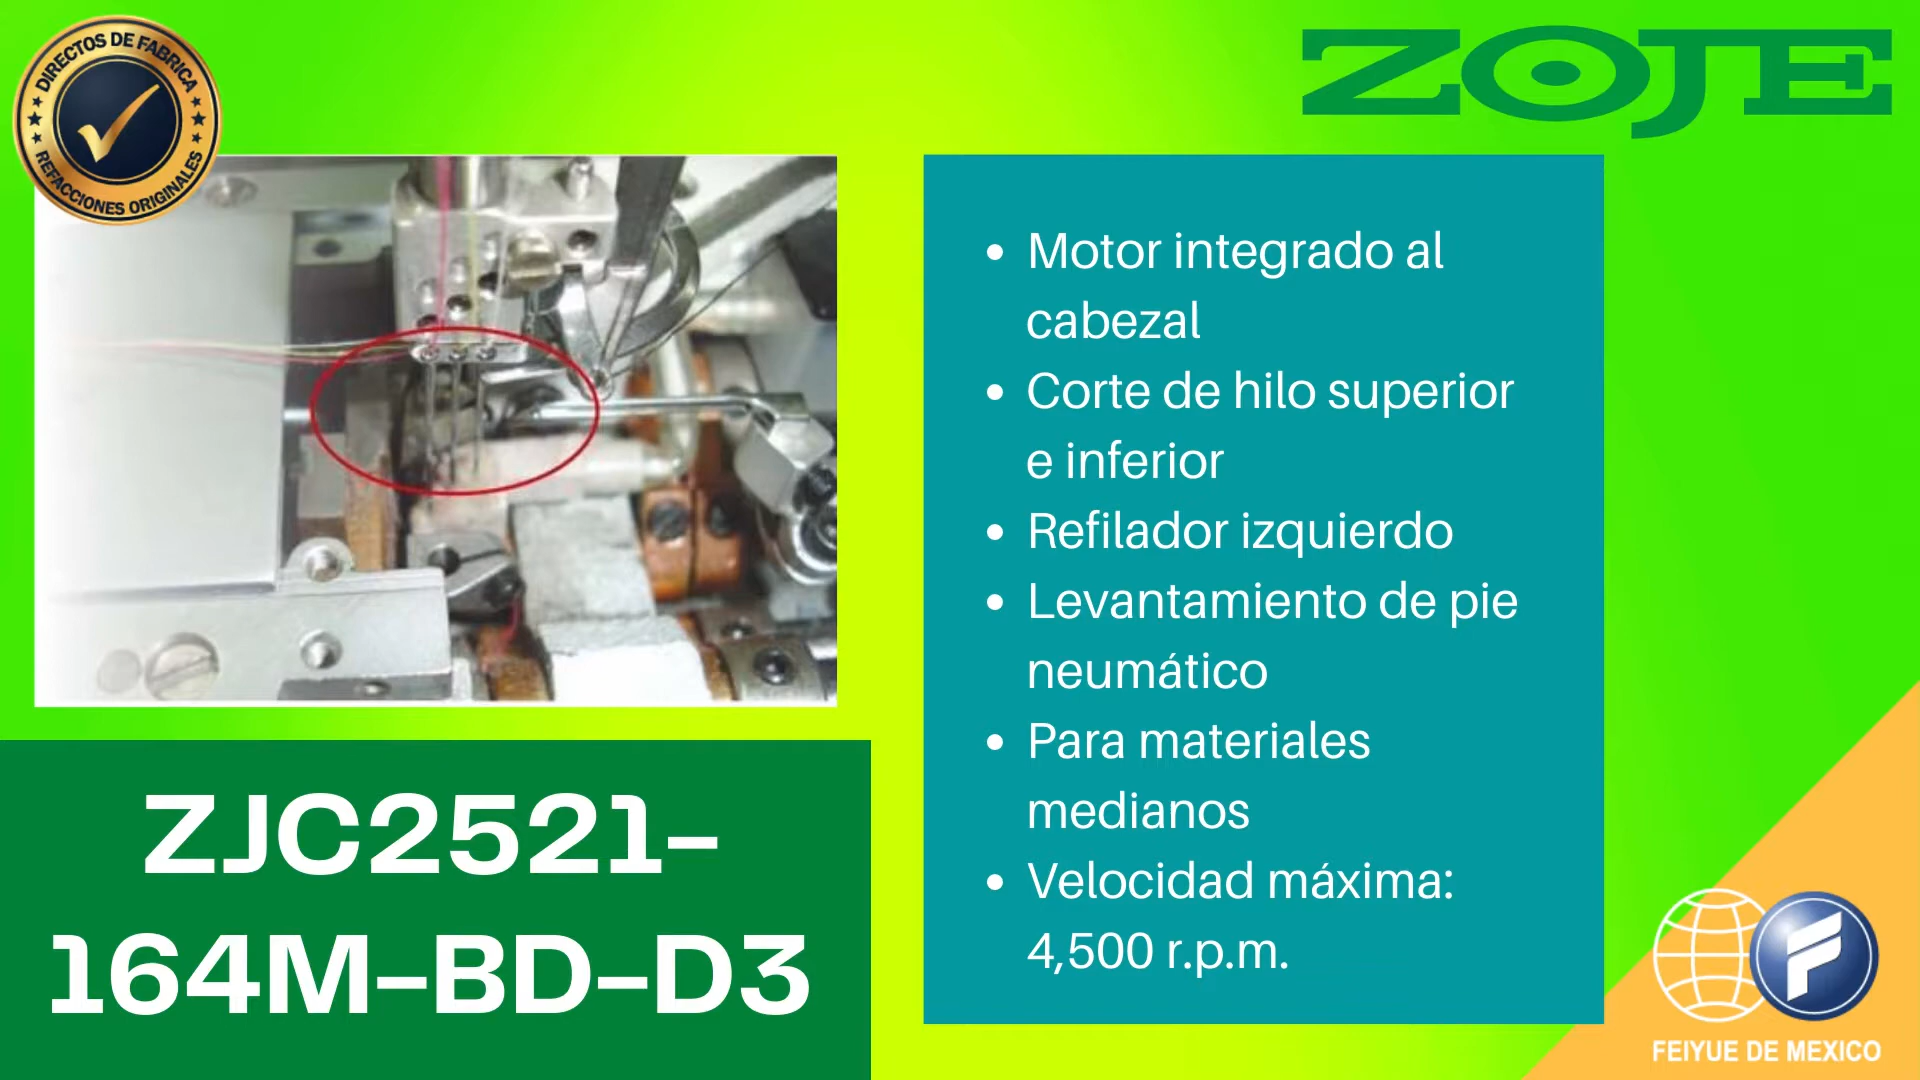 DIRECTOS DE FABRICA
REFACCIONES ORIGINALES
ZOJE
Motor integrado al
cabezal
Corte de hilo superior
e inferior
Refilador izquierdo
Levantamiento de pie
neumático
Para materiales
medianos
Velocidad máxima:
4,500 r.p.m.
ZJC2521-
164M-BD-D3
F
FEIYUE DE MEXICO